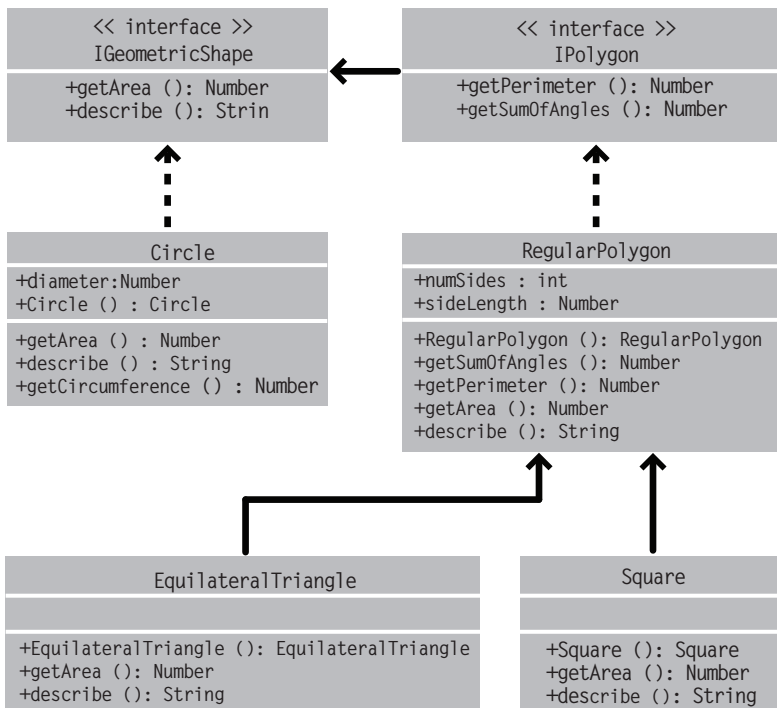 << interface >>
IGeometricShape
+getArea (): Number
+describe (): Strin
<< interface >>
IPolygon
+getPerimeter (): Number
+getSumOfAngles (): Number
Circle
+diameter:Number
+Circle () : Circle
+getArea () : Number
+describe () : String
+getCircumference () : Number
RegularPolygon
+numSides : int
+sideLength : Number
+RegularPolygon (): RegularPolygon
+getSumOfAngles (): Number
+getPerimeter (): Number
+getArea (): Number
+describe (): String
EquilateralTriangle
+EquilateralTriangle (): EquilateralTriangle
+getArea (): Number
+describe (): String
Square
+Square (): Square
+getArea (): Number
+describe (): String